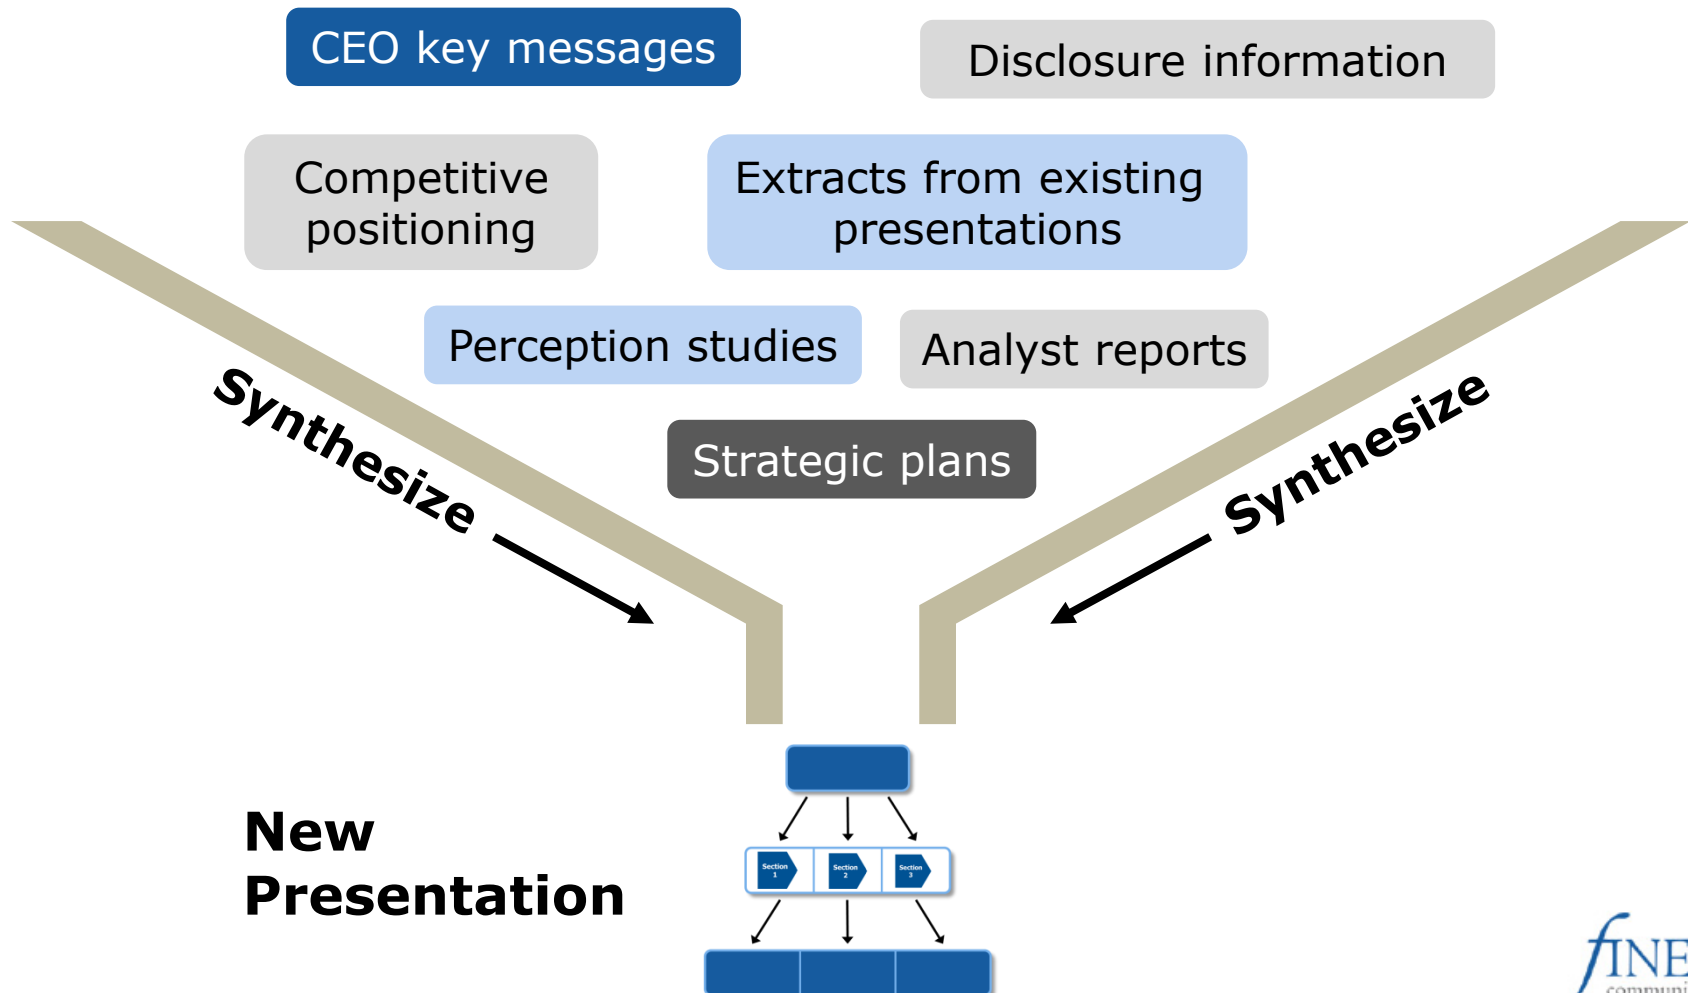 CEO key messages
Disclosure information
Competitive
positioning
Extracts from existing
presentations
Perception studies
Analyst reports
Synthesize
Synthesize
Strategic plans
New
Presentation
Section
1
Section
2
Section
3